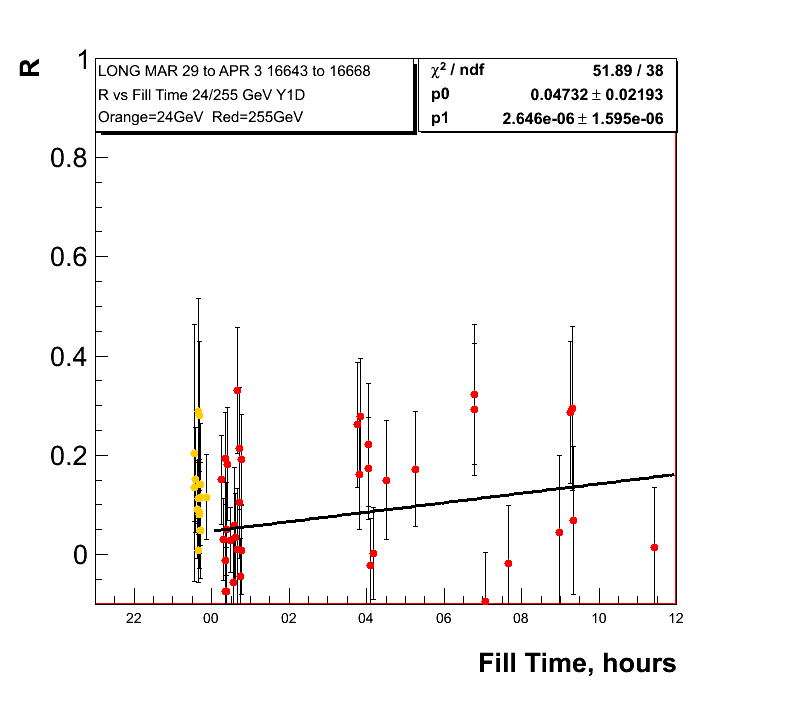 R
1
LONG MAR 29 to APR 3 16643 to 16668
R vs Fill Time 24/255 GeV Y1D
Orange=24GeV  Red=255GeV
χ² / ndf 51.89 / 38
p0 0.04732 ± 0.02193
p1 2.646e-06 ± 1.595e-06
0.8
0.6
0.4
0.2
0
22 00 02 04 06 08 10 12
Fill Time, hours